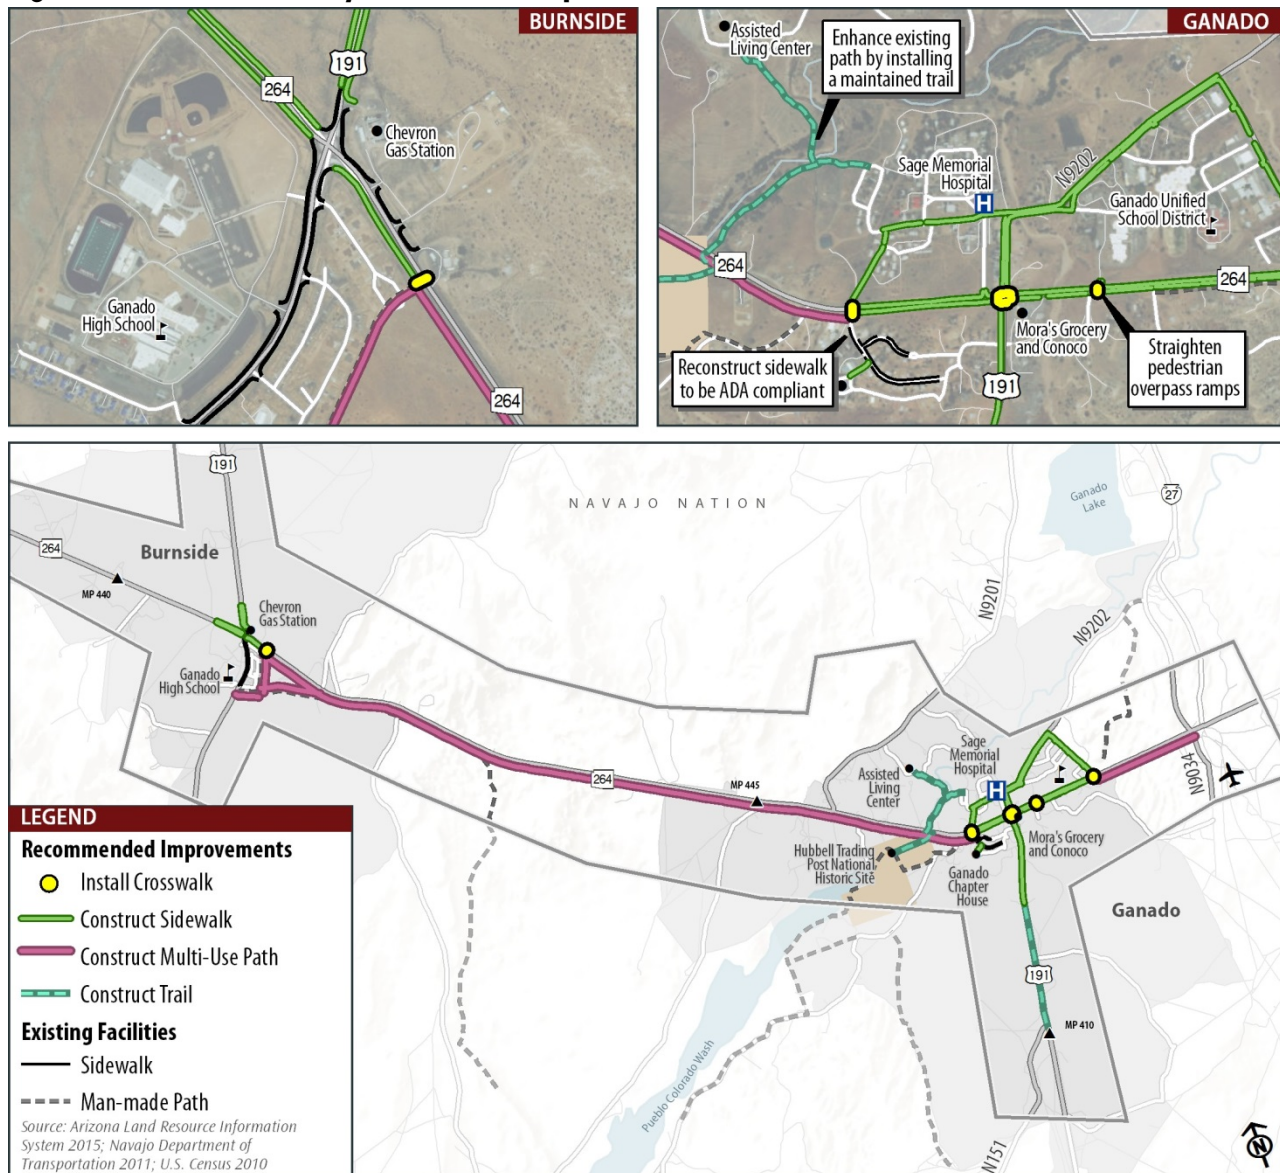 BURNSIDE
191
264
Chevron
Gas Station
Ganado
High School
264
GANADO
Assisted
Living Center
Enhance existing
path by installing
a maintained trail
Sage Memorial
Hospital
H
N9202
Ganado Unified
School District
264
264
Mora's Grocery
and Conoco
Reconstruct sidewalk
to be ADA compliant
191
Straighten
pedestrian
overpass ramps
191
NAVAJO NATION
Ganado
Lake
27
264
Burnside
MP 440
Chevron
Gas Station
Ganado
High School
N9201
N9202
Sage
Memorial
Hospital
H
Assisted
Living
Center
264
MP 445
N9034
Mora's Grocery
and Conoco
Hubbell Trading
Post National
Historic Site
Ganado
Chapter
House
Ganado
191
MP 410
Pueblo Colorado Wash
N151
N
LEGEND
Recommended Improvements
Install Crosswalk
Construct Sidewalk
Construct Multi-Use Path
Construct Trail
Existing Facilities
Sidewalk
Man-made Path
Source: Arizona Land Resource Information
System 2015; Navajo Department of
Transportation 2011; U.S. Census 2010